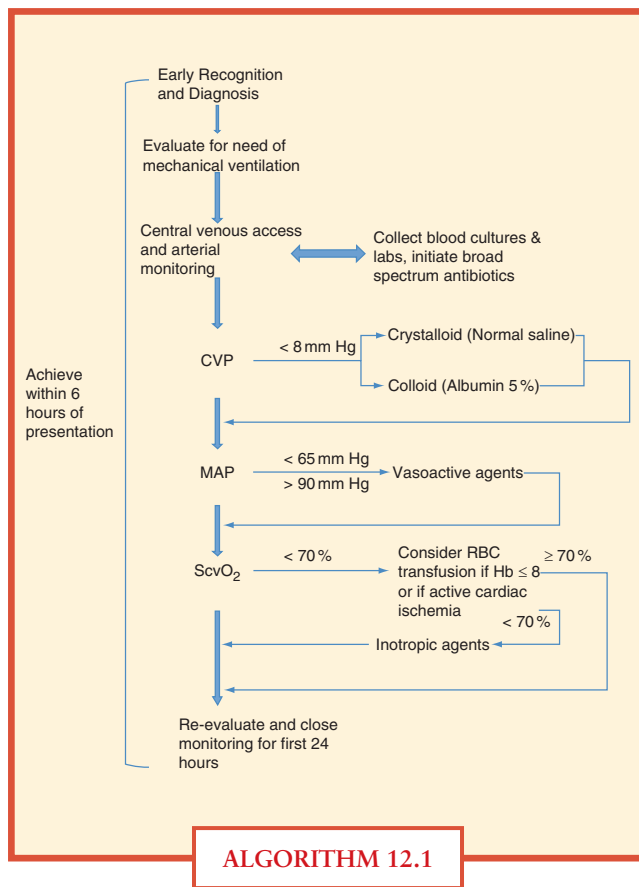 Early Recognition
and Diagnosis
Evaluate for need of
mechanical ventilation
Central venous access
and arterial
monitoring
Collect blood cultures &
labs, initiate broad
spectrum antibiotics
CVP
< 8 mm Hg
Crystalloid (Normal saline)
Colloid (Albumin 5 %)
Achieve
within 6
hours of
presentation
MAP
< 65 mm Hg
> 90 mm Hg
Vasoactive agents
ScvO₂
< 70 %
Consider RBC
transfusion if Hb ≤ 8
or if active cardiac
ischemia
≥ 70 %
< 70 %
Inotropic agents
Re-evaluate and close
monitoring for first 24
hours
ALGORITHM 12.1